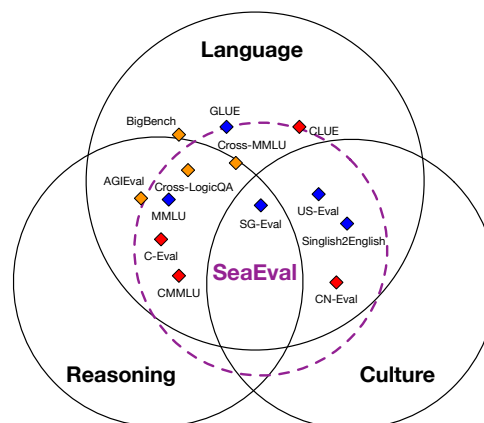 Language
GLUE
BigBench
CLUE
Cross-MMLU
Cross-LogicQA
AGIEval
MMLU
US-Eval
SG-Eval
Singlish2English
C-Eval
SeaEval
CMMLU
CN-Eval
Reasoning
Culture